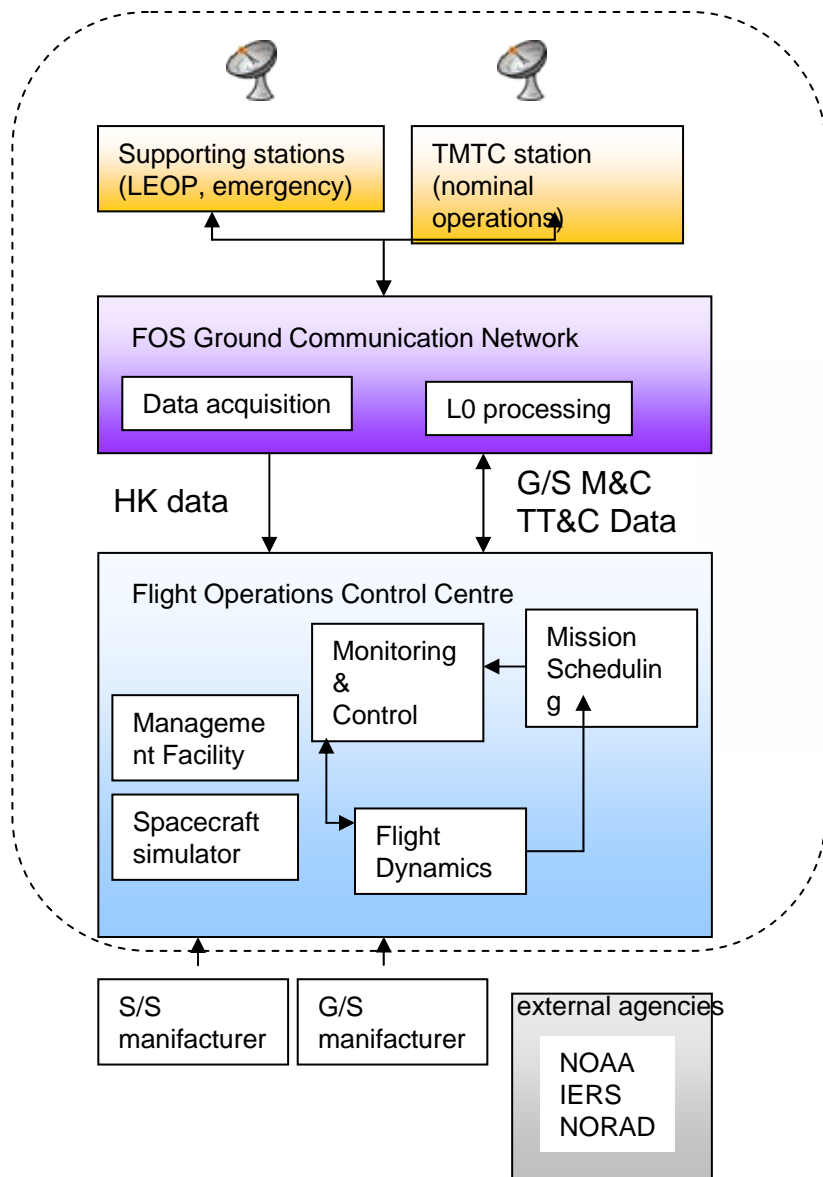 Supporting stations
(LEOP, emergency)
TMTC station
(nominal
operations)
FOS Ground Communication Network
Data acquisition
L0 processing
HK data
G/S M&C
TT&C Data
Flight Operations Control Centre
Monitoring
&
Control
Mission
Schedulin
g
Manageme
nt Facility
Spacecraft
simulator
Flight
Dynamics
S/S
manifacturer
G/S
manifacturer
external agencies
NOAA
IERS
NORAD